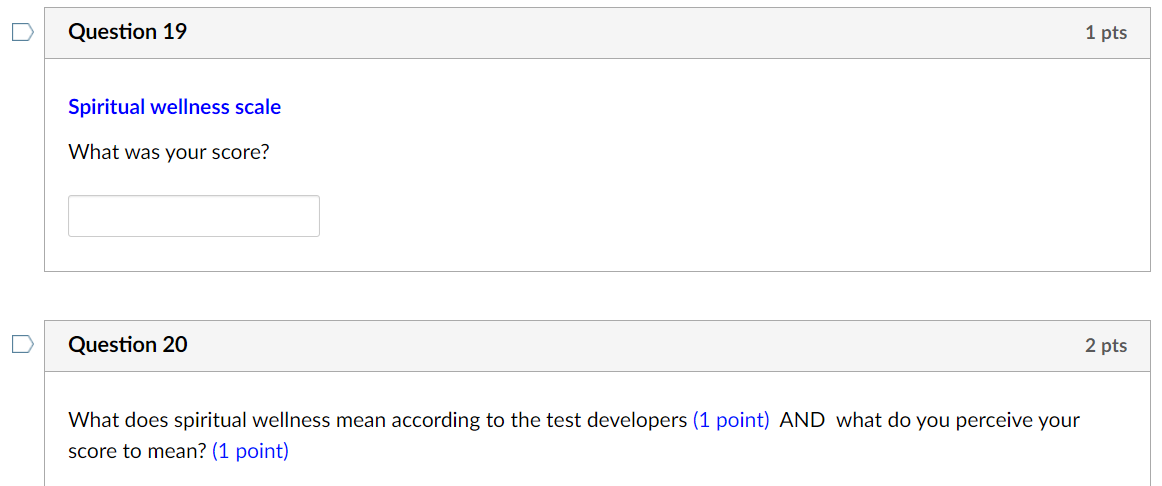 Question 19
1 pts
Spiritual wellness scale
What was your score?
Question 20
2 pts
What does spiritual wellness mean according to the test developers (1 point)  AND  what do you perceive your
score to mean? (1 point)